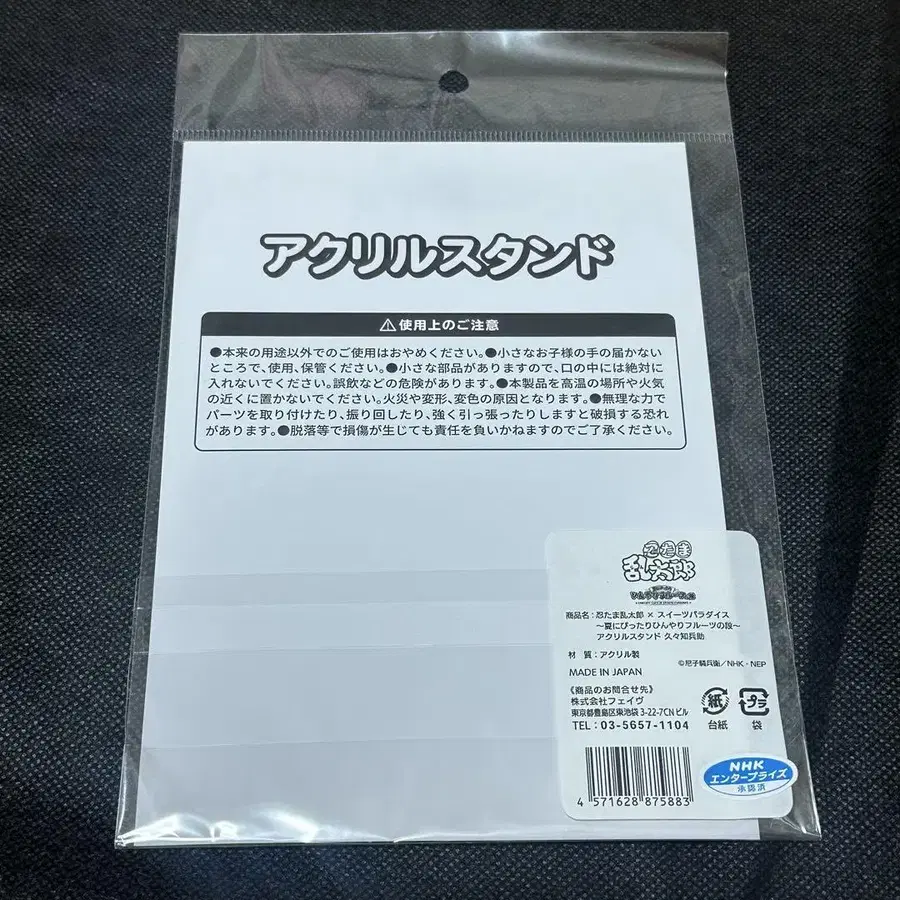 アクリルスタンド
⚠使用上のご注意
●本来の用途以外でのご使用はおやめください。●小さなお子様の手の届かない
ところで、使用、保管ください。●小さな部品がありますので、口の中には絶対に
入れないでください。誤飲などの危険があります。●本製品を高温の場所や火気
の近くに置かないでください。火災や変形、変色の原因となります。●無理な力で
パーツを取り付けたり、振り回したり、強く引っ張ったりしますと破損する恐れ
があります。●脱落等で損傷が生じても責任を負いかねますのでご了承ください。
忍たま
乱太郎
商品名：忍たま乱太郎 × スイーツパラダイス
～夏にぴったりひんやりフルーツの段～
アクリルスタンド 久々知兵助
材 質：アクリル製
©尼子騒兵衛／NHK・NEP
MADE IN JAPAN
《商品のお問合せ先》
株式会社フェイヴ
東京都豊島区東池袋 3-22-7CN ビル
TEL：03-5657-1104
紙
台紙
プラ
袋
4 571628 875883
NHK
エンタープライズ
承認済